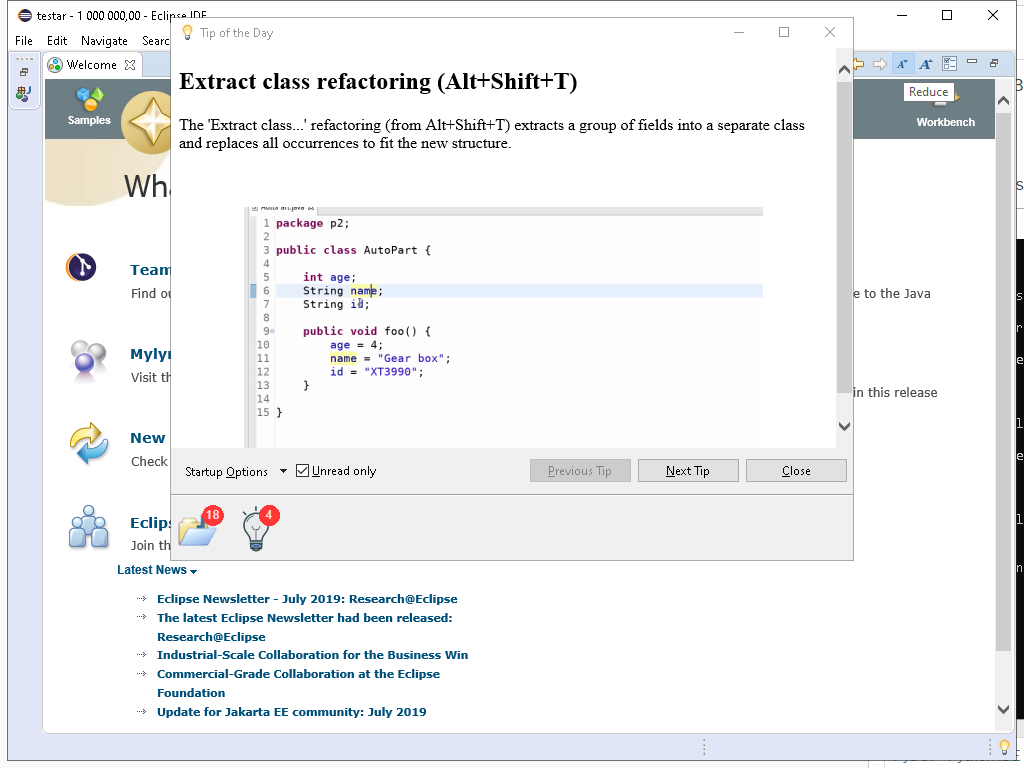 testar - 1 000 000,00 - Eclipse IDE
File Edit Navigate Searc
Tip of the Day
Welcome
Reduce
Samples
Workbench
Extract class refactoring (Alt+Shift+T)
The 'Extract class...' refactoring (from Alt+Shift+T) extracts a group of fields into a separate class
and replaces all occurrences to fit the new structure.
AutoPart.java
1 package p2;
2
3 public class AutoPart {
4
5 int age;
6 String name;
7 String id;
8
9 public void foo() {
10 age = 4;
11 name = "Gear box";
12 id = "XT3990";
13 }
14
15 }
Wha
Team
Find ou
e to the Java
Mylyn
Visit th
in this release
New
Check
Eclips
Join th
Startup Options Unread only Previous Tip Next Tip Close
18 4
Latest News
Eclipse Newsletter - July 2019: Research@Eclipse
The latest Eclipse Newsletter had been released:
Research@Eclipse
Industrial-Scale Collaboration for the Business Win
Commercial-Grade Collaboration at the Eclipse
Foundation
Update for Jakarta EE community: July 2019